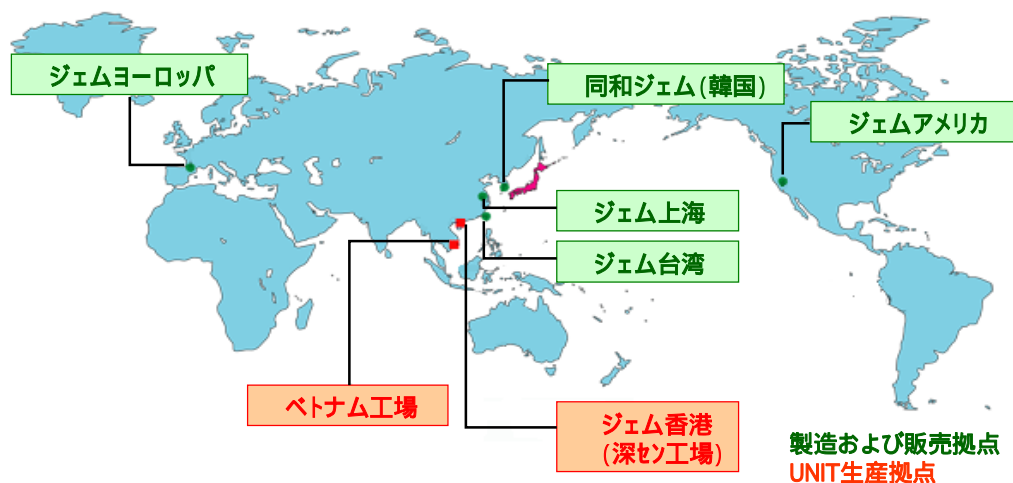 ジェムヨーロッパ
同和ジェム(韓国)
ジェムアメリカ
ジェム上海
ジェム台湾
ベトナム工場
ジェム香港
(深セン工場)
製造および販売拠点
UNIT生産拠点